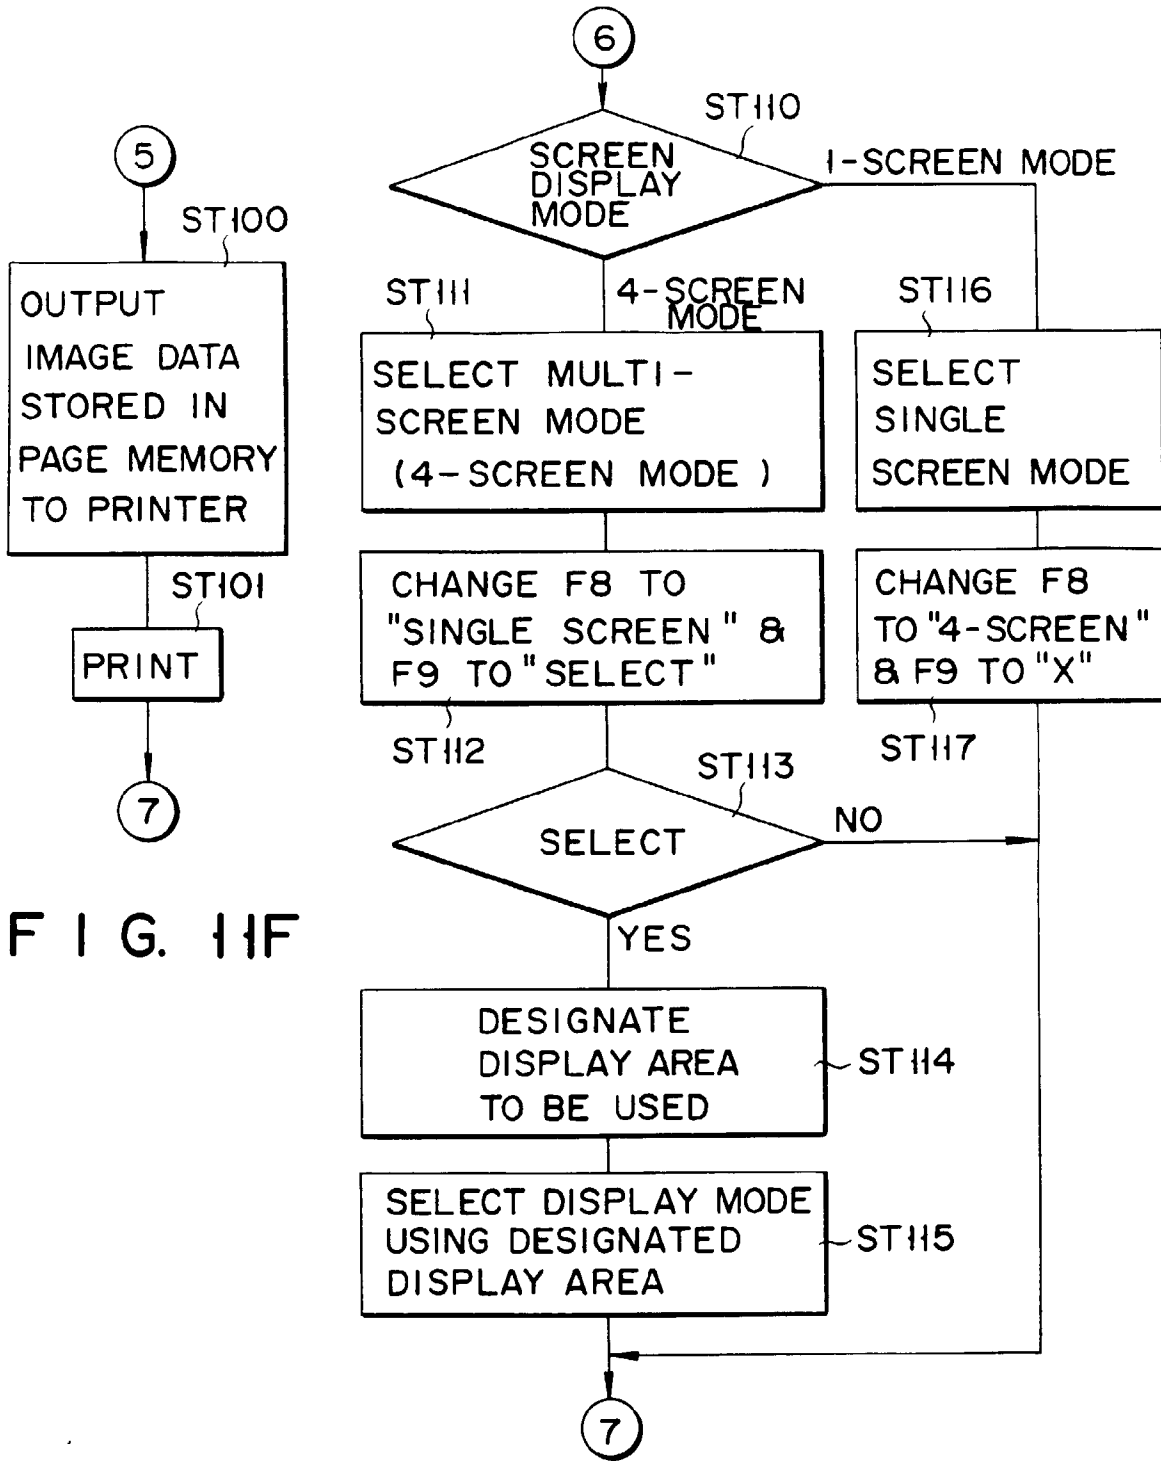 5
ST100
OUTPUT
IMAGE DATA
STORED IN
PAGE MEMORY
TO PRINTER
ST101
PRINT
7
FIG. 11F
6
ST110
SCREEN
DISPLAY
MODE
1-SCREEN MODE
4-SCREEN
MODE
ST111
SELECT MULTI-
SCREEN MODE
(4-SCREEN MODE)
CHANGE F8 TO
"SINGLE SCREEN" &
F9 TO "SELECT"
ST112
ST116
SELECT
SINGLE
SCREEN MODE
CHANGE F8
TO "4-SCREEN"
& F9 TO "X"
ST117
ST113
SELECT
NO
YES
DESIGNATE
DISPLAY AREA
TO BE USED
ST114
SELECT DISPLAY MODE
USING DESIGNATED
DISPLAY AREA
ST115
7